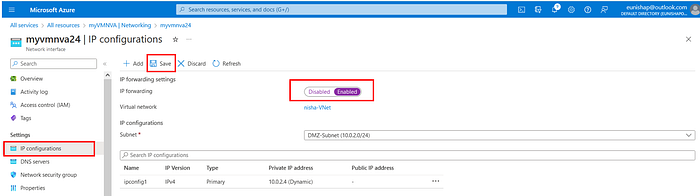 Microsoft Azure
Search resources, services, and docs (G+/)
eunishap@outlook.com
DEFAULT DIRECTORY (EUNISHAPO...
All services > All resources > myVMNVA | Networking > myvmnva24
myvmnva24 | IP configurations
Network interface
Search
Add
Save
Discard
Refresh
Overview
Activity log
Access control (IAM)
Tags
Settings
IP configurations
DNS servers
Network security group
Properties
IP forwarding settings
IP forwarding
Disabled
Enabled
Virtual network
nisha-VNet
IP configurations
Subnet *
DMZ-Subnet (10.0.2.0/24)
Search IP configurations
Name IP Version Type Private IP address Public IP address
ipconfig1 IPv4 Primary 10.0.2.4 (Dynamic) -